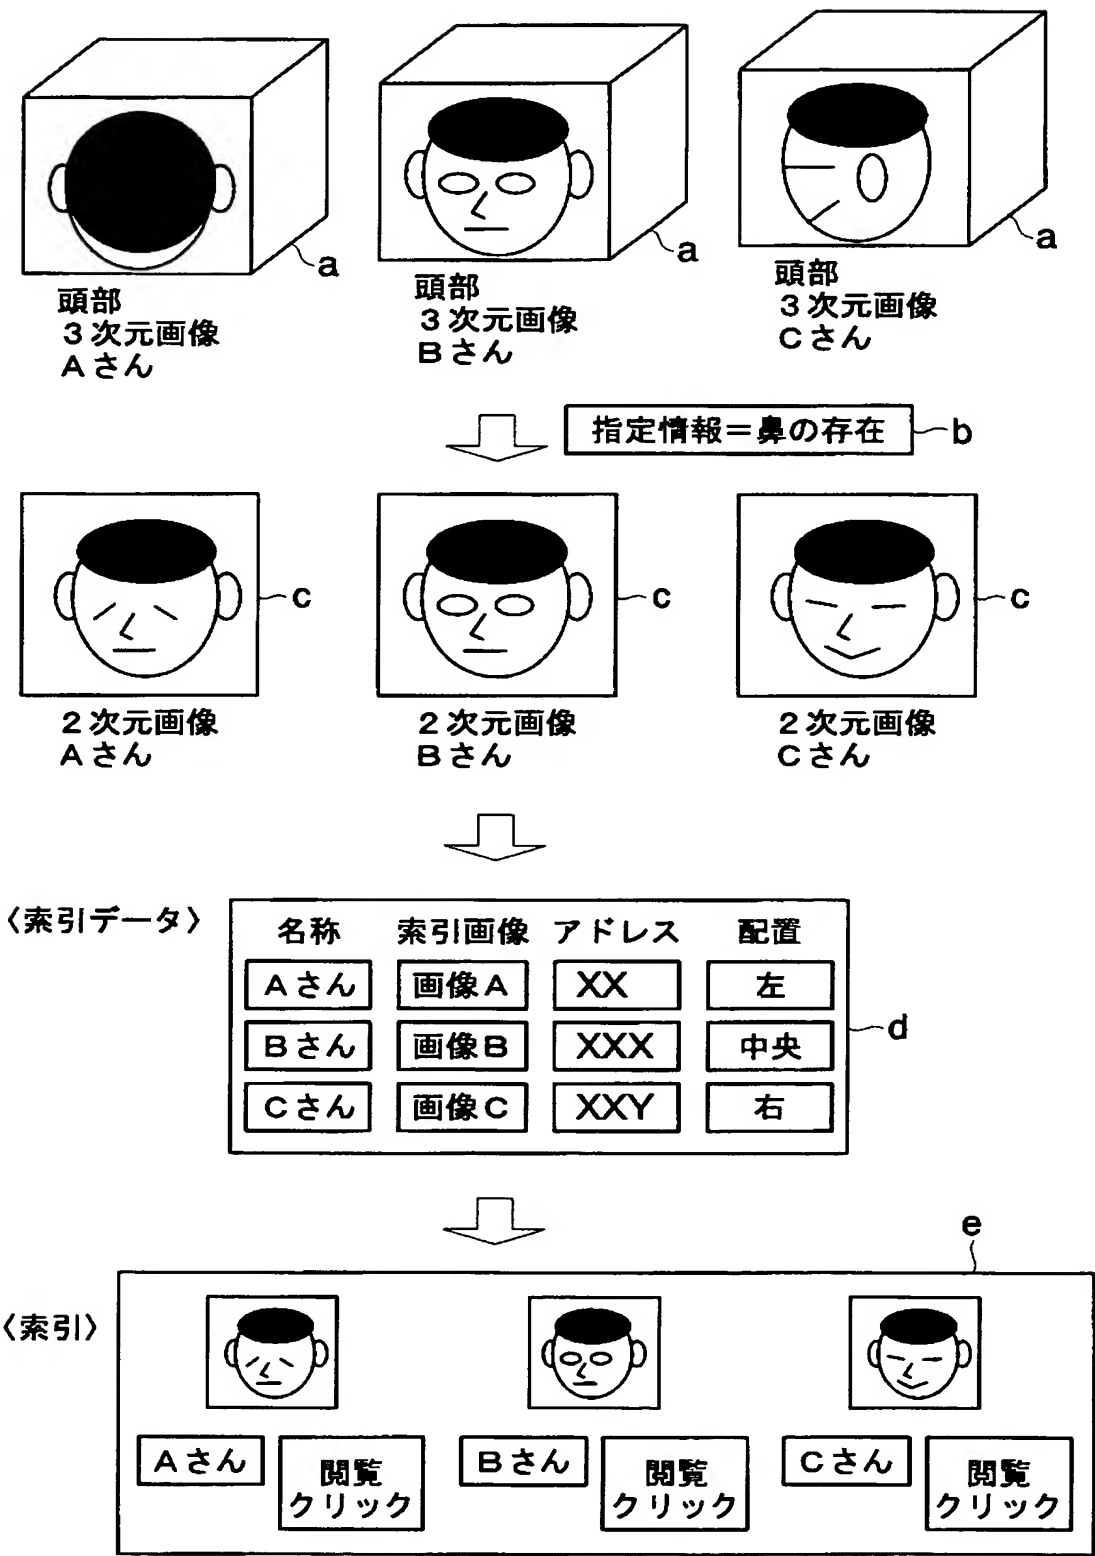 a
a
a
頭部
3次元画像
Aさん
頭部
3次元画像
Bさん
頭部
3次元画像
Cさん
指定情報=鼻の存在
b
c
c
c
2次元画像
Aさん
2次元画像
Bさん
2次元画像
Cさん
〈索引データ〉
名称 索引画像 アドレス 配置
Aさん 画像A XX 左
Bさん 画像B XXX 中央
Cさん 画像C XXY 右
d
e
〈索引〉
Aさん
閲覧
クリック
Bさん
閲覧
クリック
Cさん
閲覧
クリック